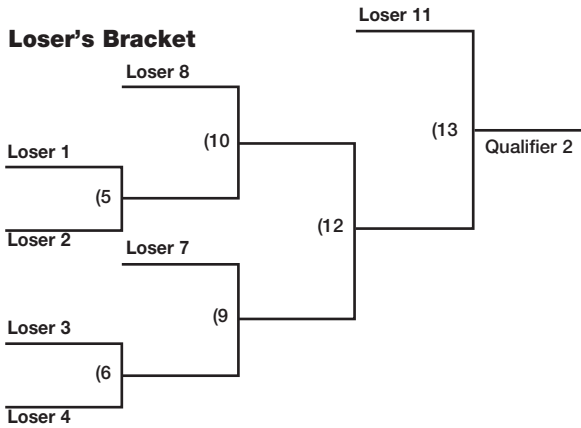 Loser 11
Loser's Bracket
Loser 8
(13
(10
Qualifier 2
Loser 1
(5
(12
Loser 2
Loser 7
(9
Loser 3
(6
Loser 4